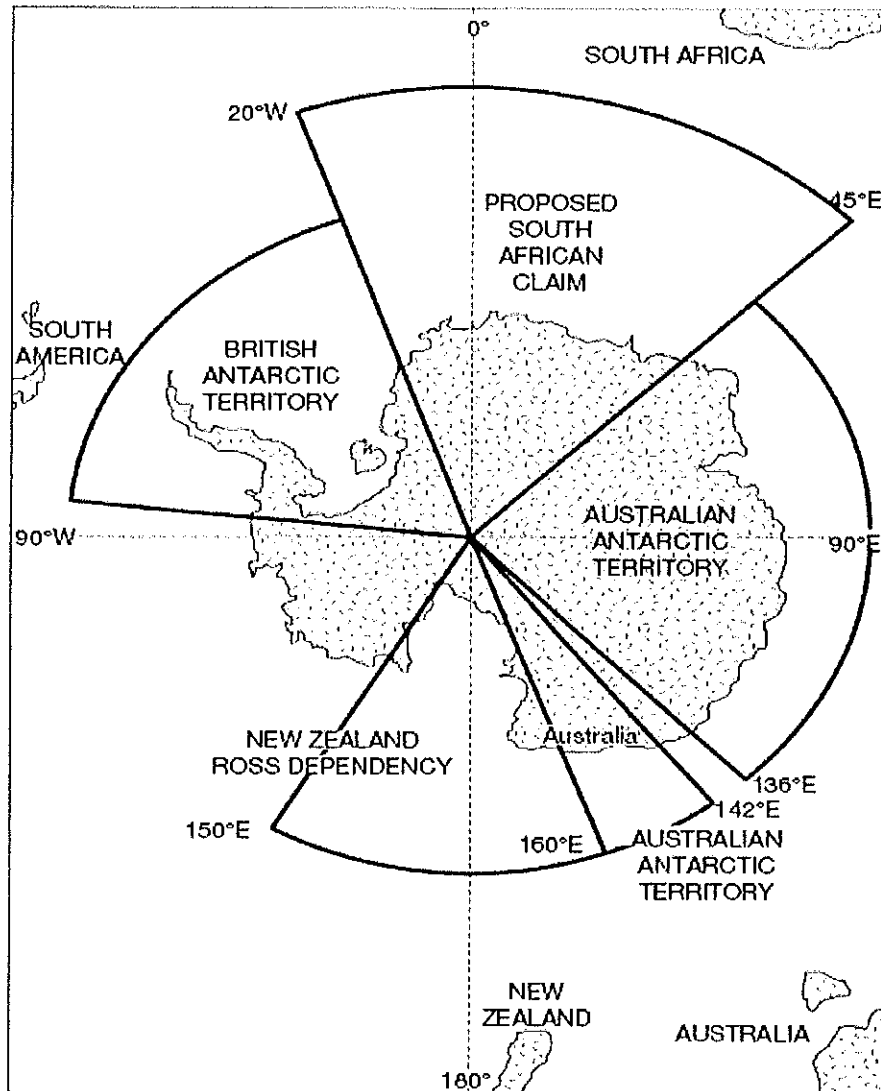 0°
SOUTH AFRICA
20°W
45°E
PROPOSED
SOUTH
AFRICAN
CLAIM
SOUTH
AMERICA
BRITISH
ANTARCTIC
TERRITORY
90°W
AUSTRALIAN
ANTARCTIC
TERRITORY
90°E
NEW ZEALAND
ROSS DEPENDENCY
Australia
136°E
142°E
150°E
160°E
AUSTRALIAN
ANTARCTIC
TERRITORY
NEW
ZEALAND
AUSTRALIA
180°